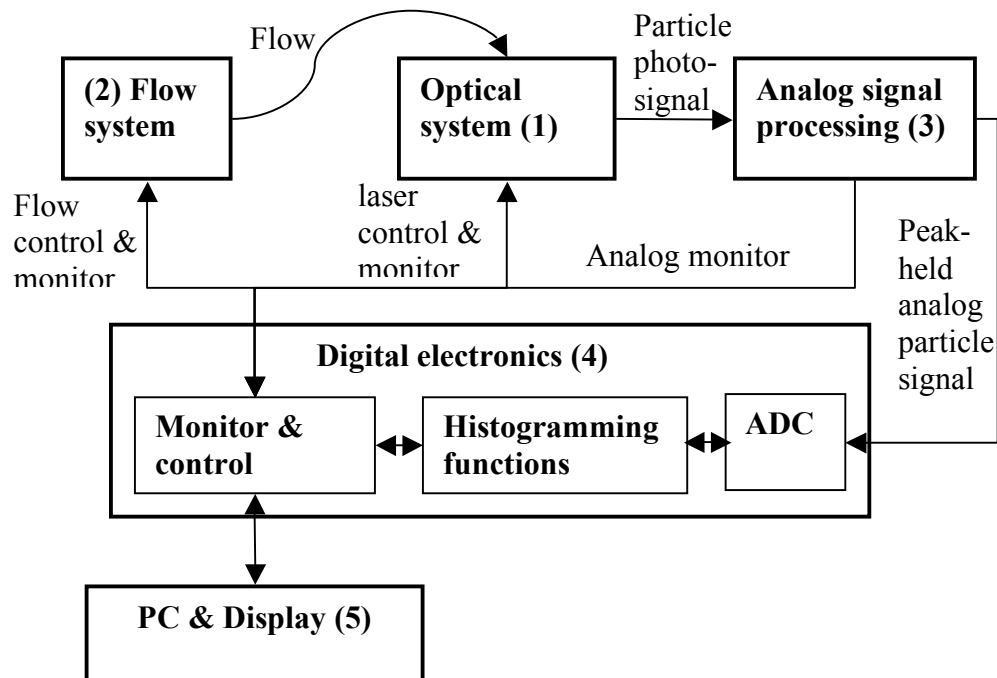 Flow
Particle
photo-
signal
(2) Flow
system
Optical
system (1)
Analog signal
processing (3)
Flow
control &
monitor
laser
control &
monitor
Analog monitor
Peak-
held
analog
particle
signal
Digital electronics (4)
Monitor &
control
Histogramming
functions
ADC
PC & Display (5)